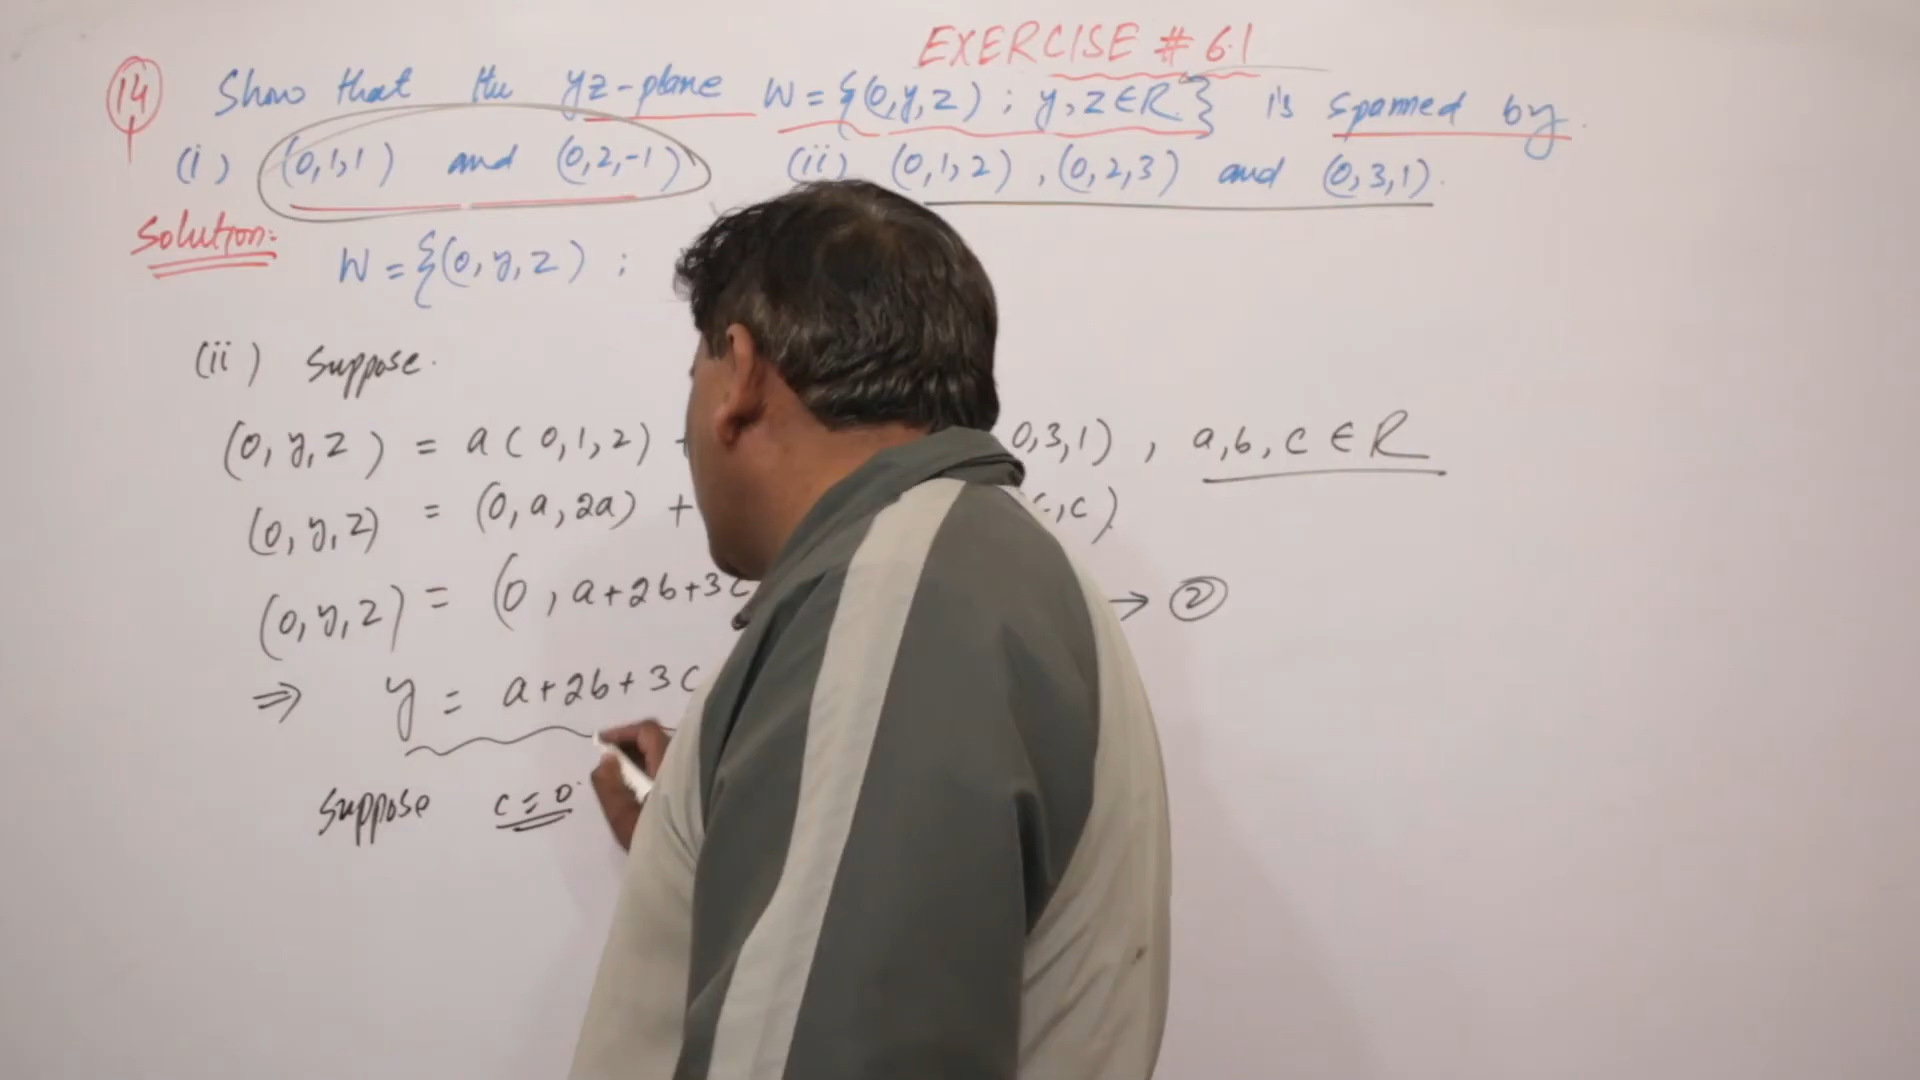 EXERCISE # 6.1
14 Show that the yz-plane W = {(0,y,z) ; y,z∈R} is spanned by
(i) (0,1,1) and (0,2,-1) (ii) (0,1,2) , (0,2,3) and (0,3,1).
Solution:
W = {(0,y,z) ;
(ii) Suppose.
(0,y,z) = a(0,1,2) 0,3,1) , a,b,c ∈ R
(0,y,z) = (0,a,2a) + ,c)
(0,y,z) = (0 , a+2b+3c → 2
⇒ y = a+2b+3c
Suppose c=0